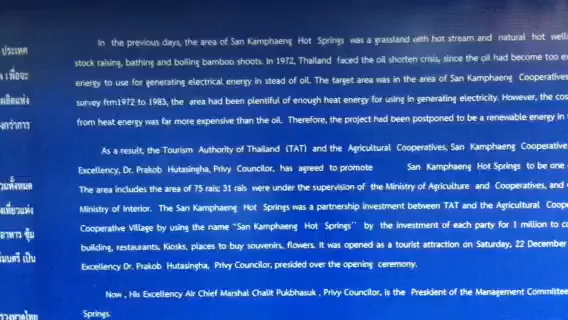 In the previous days, the area of San Kamphaeng Hot Springs was a grassland with hot stream and natural hot wells
stock raising, bathing and boiling bamboo shoots. In 1972, Thailand faced the oil shorten crisis, since the oil had become too
energy to use for generating electrical energy in stead of oil. The target area was in the area of San Kamphaeng Cooperatives
survey frm1972 to 1983, the area had been plentiful of enough heat energy for using in generating electricity. However, the
from heat energy was far more expensive than the oil. Therefore, the project had been postponed to be a renewable energy in
As a result, the Tourism Authority of Thailand (TAT) and the Agricultural Cooperatives, San Kamphaeng Cooperative
Excellency, Dr. Prakob Hutasingha, Privy Councilor, has agreed to promote San Kamphaeng Hot Springs to be one
The area includes the area of 75 rais; 31 rais were under the supervision of the Ministry of Agriculture and Cooperatives, and
Ministry of Interior. The San Kamphaeng Hot Springs was a partnership investment between TAT and the Agricultural
Cooperative Village by using the name "San Kamphaeng Hot Springs" by the investment of each party for 1 million to
building, restaurants, Kiosks, places to buy souvenirs, flowers. It was opened as a tourist attraction on Saturday, 22 December
Excellency Dr. Prakob Hutasingha, Privy Councilor, presided over the opening ceremony.
Now , His Excellency Air Chief Marshal Chalit Pukbhasuk , Privy Councilor, is the President of the Management Committee
Springs.
ประเทศ
เพื่อจะ
ผลิตแห่ง
กว่าการ
รวมทั้งหมด
เที่ยวแห่ง
อาหาร ซุ้ม
มนตรี เป็น